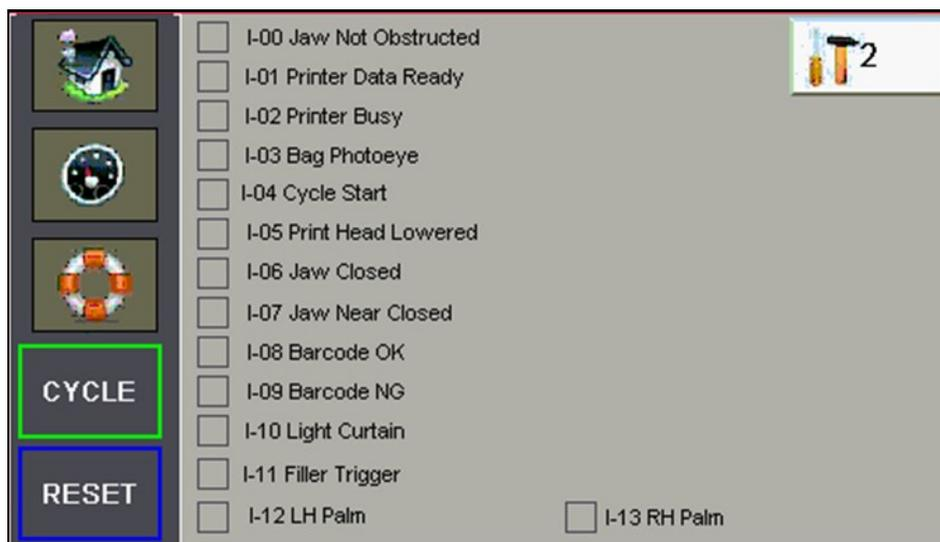 I-00 Jaw Not Obstructed
2
I-01 Printer Data Ready
I-02 Printer Busy
I-03 Bag Photoeye
I-04 Cycle Start
I-05 Print Head Lowered
I-06 Jaw Closed
I-07 Jaw Near Closed
I-08 Barcode OK
CYCLE
I-09 Barcode NG
I-10 Light Curtain
I-11 Filler Trigger
RESET
I-12 LH Palm
I-13 RH Palm